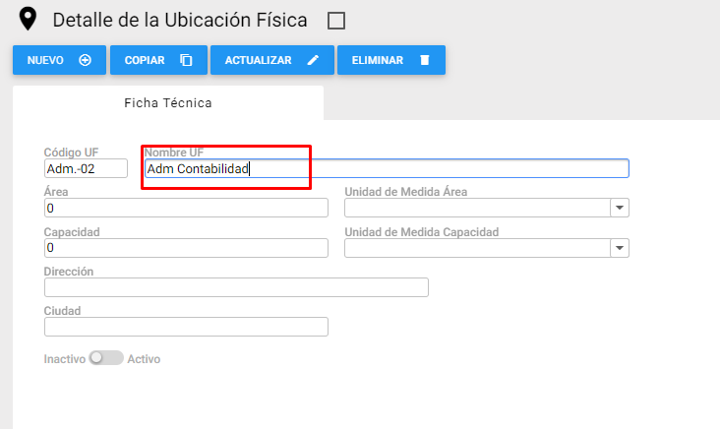 Detalle de la Ubicación Física
NUEVO COPIAR ACTUALIZAR ELIMINAR
Ficha Técnica
Código UF Nombre UF
Adm.-02 Adm Contabilidad
Área Unidad de Medida Área
0
Capacidad Unidad de Medida Capacidad
0
Dirección
Ciudad
Inactivo Activo